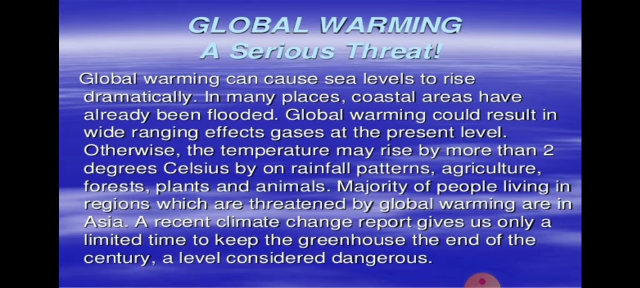 GLOBAL WARMING
A Serious Threat!
Global warming can cause sea levels to rise
dramatically. In many places, coastal areas have
already been flooded. Global warming could result in
wide ranging effects gases at the present level.
Otherwise, the temperature may rise by more than 2
degrees Celsius by on rainfall patterns, agriculture,
forests, plants and animals. Majority of people living in
regions which are threatened by global warming are in
Asia. A recent climate change report gives us only a
limited time to keep the greenhouse the end of the
century, a level considered dangerous.